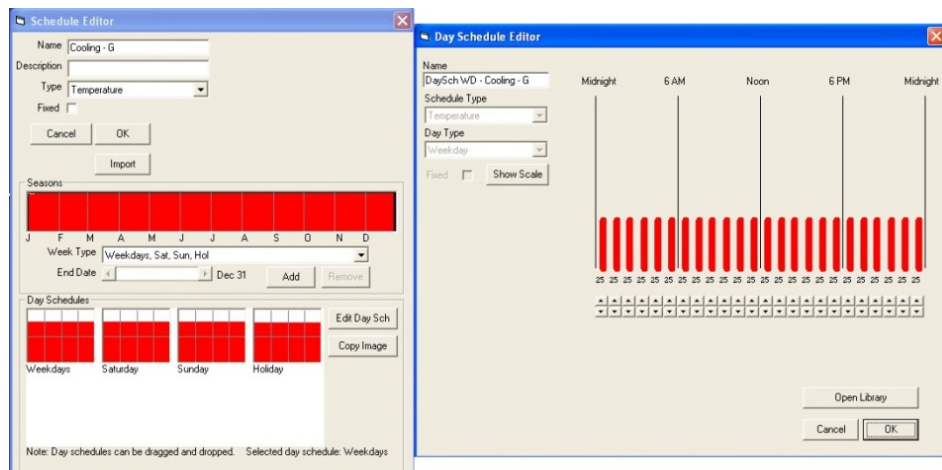 Schedule Editor
Name Cooling - G
Description
Type Temperature
Fixed
Cancel OK
Import
Seasons
J F M A M J J A S O N D
Week Type Weekdays, Sat, Sun, Hol
End Date Dec 31 Add Remove
Day Schedules
Edit Day Sch
Copy Image
Weekdays Saturday Sunday Holiday
Note: Day schedules can be dragged and dropped. Selected day schedule: Weekdays
Day Schedule Editor
Name
DaySch WD - Cooling - G
Schedule Type
Temperature
Day Type
Weekday
Fixed Show Scale
Midnight 6 AM Noon 6 PM Midnight
25 25 25 25 25 25 25 25 25 25 25 25 25 25 25 25 25 25 25 25 25 25 25 25
Open Library
Cancel OK